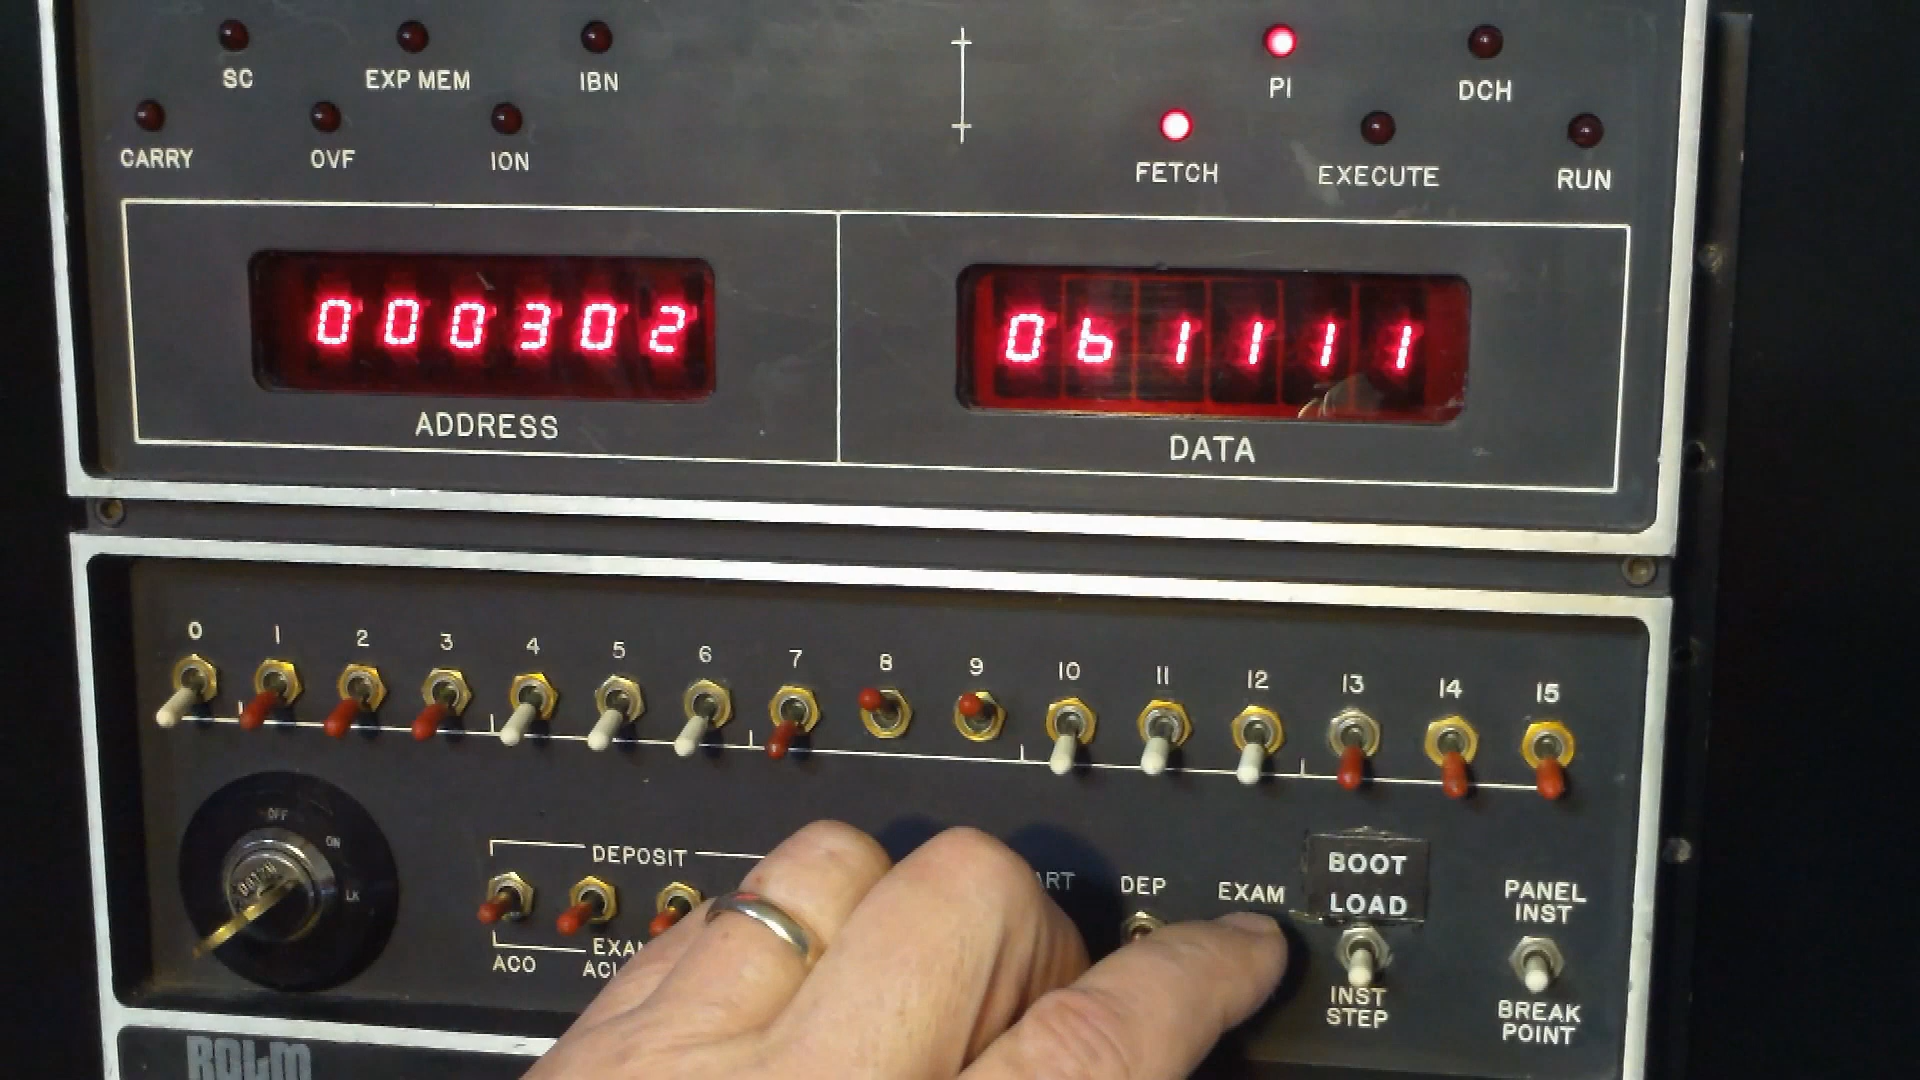 SC EXP MEM IBN PI DCH
CARRY OVF ION FETCH EXECUTE RUN
000302 061111
ADDRESS DATA
0 1 2 3 4 5 6 7 8 9 10 11 12 13 14 15
OFF
ON
LK
DEPOSIT
ART DEP EXAM BOOT LOAD
PANEL INST
EXAM
AC0 AC1
INST STEP
BREAK POINT
ROLM